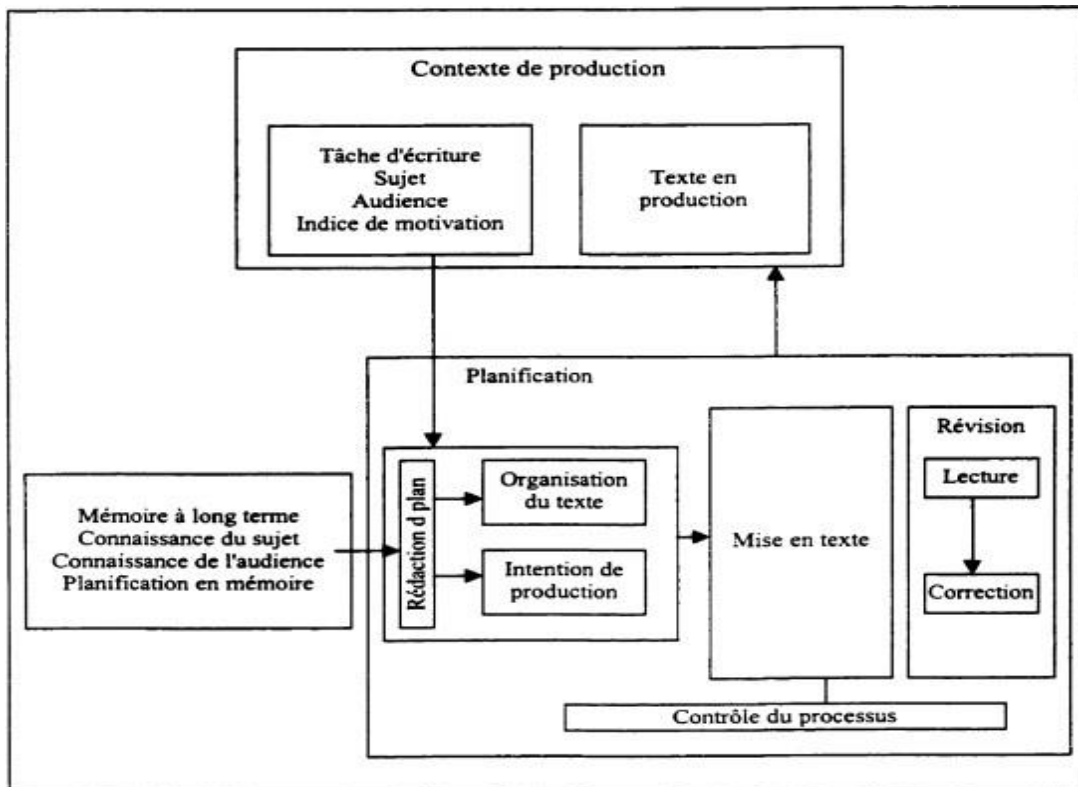 Contexte de production
Tâche d'écriture
Sujet
Audience
Indice de motivation
Texte en
production
Planification
Mémoire à long terme
Connaissance du sujet
Connaissance de l'audience
Planification en mémoire
Rédaction d plan
Organisation
du texte
Intention de
production
Mise en texte
Révision
Lecture
Correction
Contrôle du processus